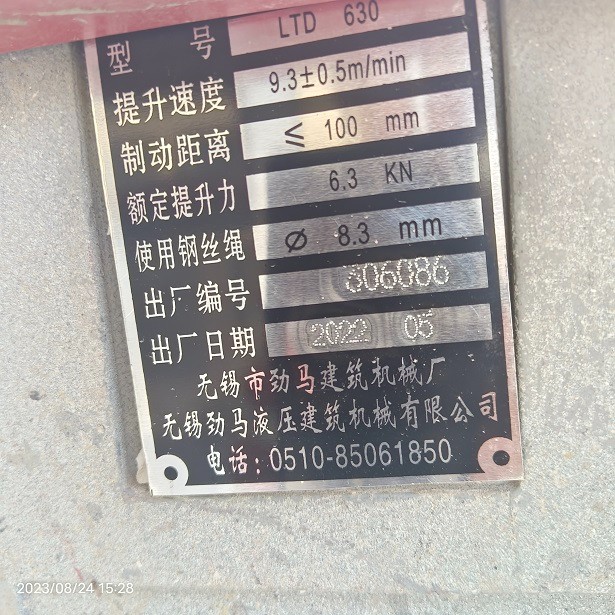 型 号 LTD 630
提升速度 9.3±0.5m/min
制动距离 ≤ 100 mm
额定提升力 6.3 KN
使用钢丝绳 Ø 8.3 mm
出厂编号 306086
出厂日期 2022 05
无锡市劲马建筑机械厂
无锡劲马液压建筑机械有限公司
电话：0510-85061850
2023/08/24 15:28